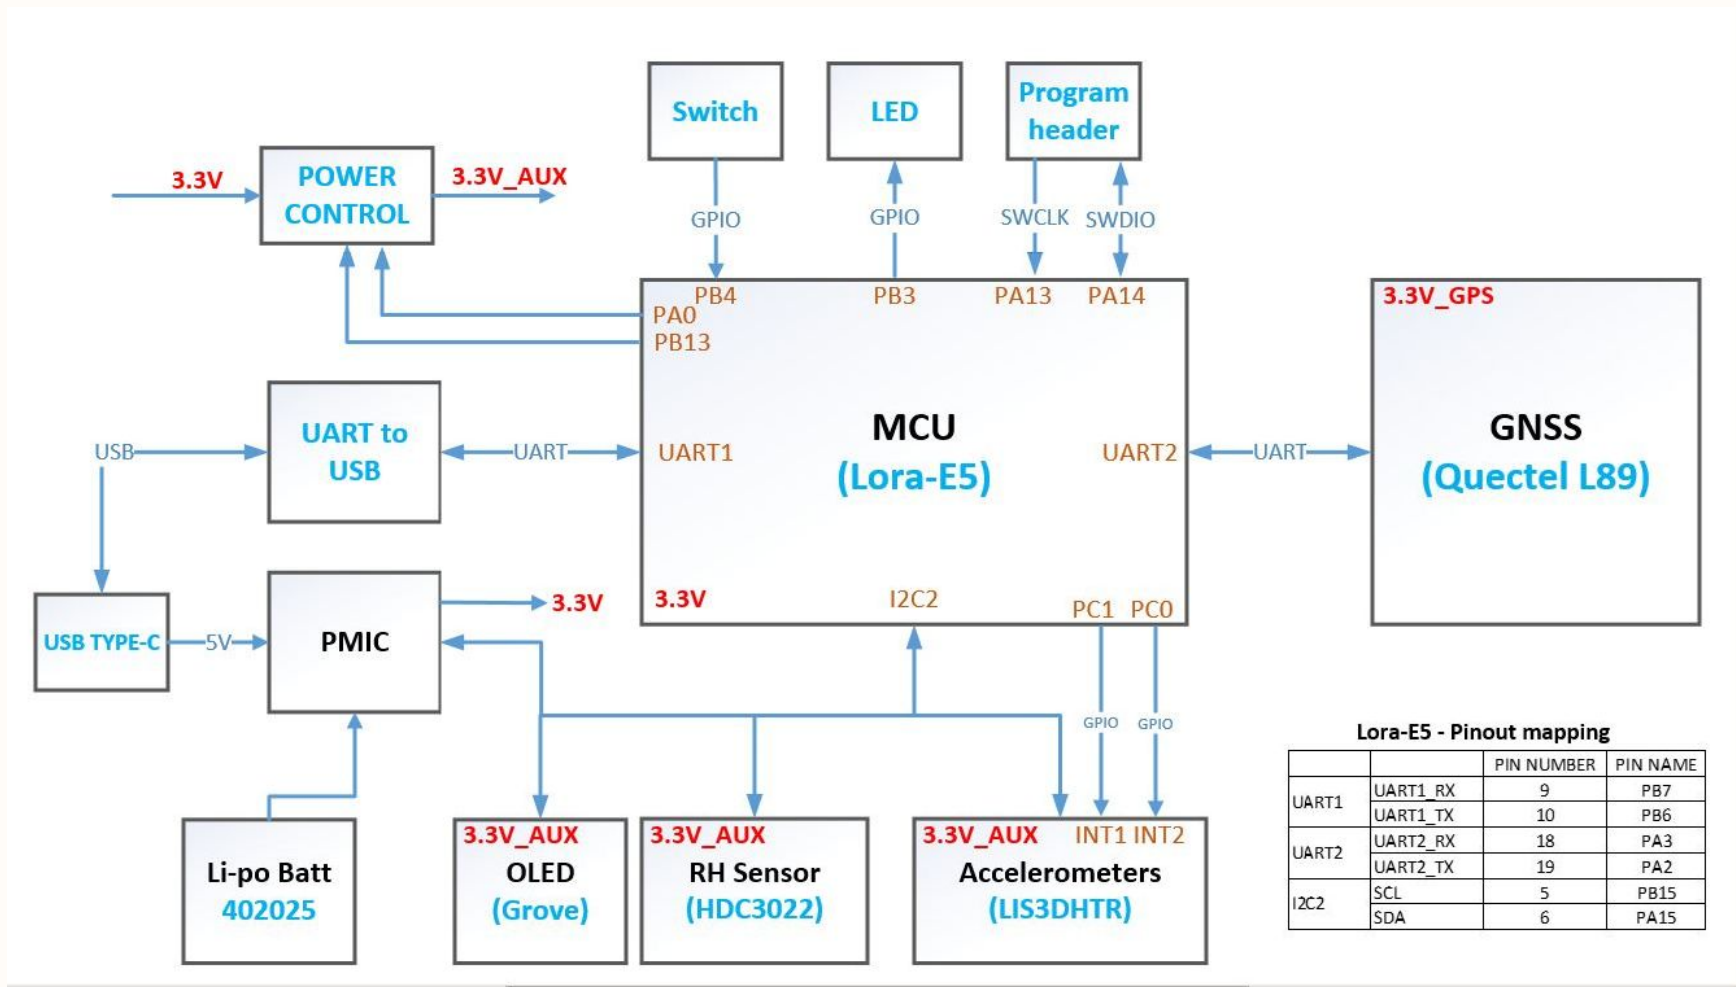 Switch
LED
Program
header
3.3V
POWER
CONTROL
3.3V_AUX
GPIO
GPIO
SWCLK
SWDIO
PB4
PB3
PA13
PA14
PA0
PB13
3.3V_GPS
USB
UART to
USB
UART
UART1
MCU
(Lora-E5)
UART2
UART
GNSS
(Quectel L89)
3.3V
3.3V
I2C2
PC1
PC0
USB TYPE-C
5V
PMIC
GPIO
GPIO
Li-po Batt
402025
3.3V_AUX
OLED
(Grove)
3.3V_AUX
RH Sensor
(HDC3022)
3.3V_AUX
INT1 INT2
Accelerometers
(LIS3DHTR)
Lora-E5 - Pinout mapping
PIN NUMBER PIN NAME
UART1
UART1_RX 9 PB7
UART1_TX 10 PB6
UART2
UART2_RX 18 PA3
UART2_TX 19 PA2
I2C2
SCL 5 PB15
SDA 6 PA15